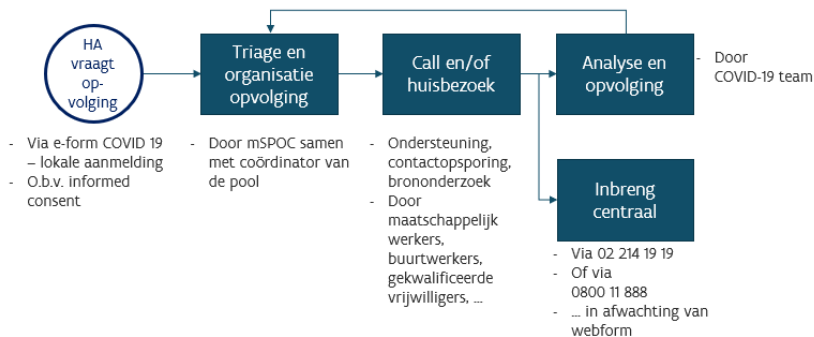 HA
vraagt
op-
volging
- Via e-form COVID 19
– lokale aanmelding
- O.b.v. informed
consent
Triage en
organisatie
opvolging
- Door mSPOC samen
met coördinator van
de pool
Call en/of
huisbezoek
- Ondersteuning,
contactopsporing,
brononderzoek
- Door
maatschappelijk
werkers,
buurtwerkers,
gekwalificeerde
vrijwilligers, ...
Analyse en
opvolging
- Door
COVID-19 team
Inbreng
centraal
- Via 02 214 19 19
- Of via
0800 11 888
- ... in afwachting van
webform